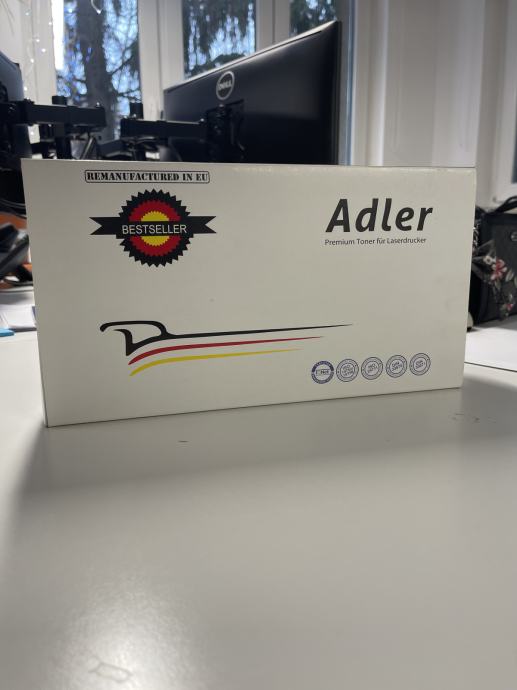 DELL
REMANUFACTURED IN EU
BESTSELLER
Adler
Premium Toner für Laserdrucker